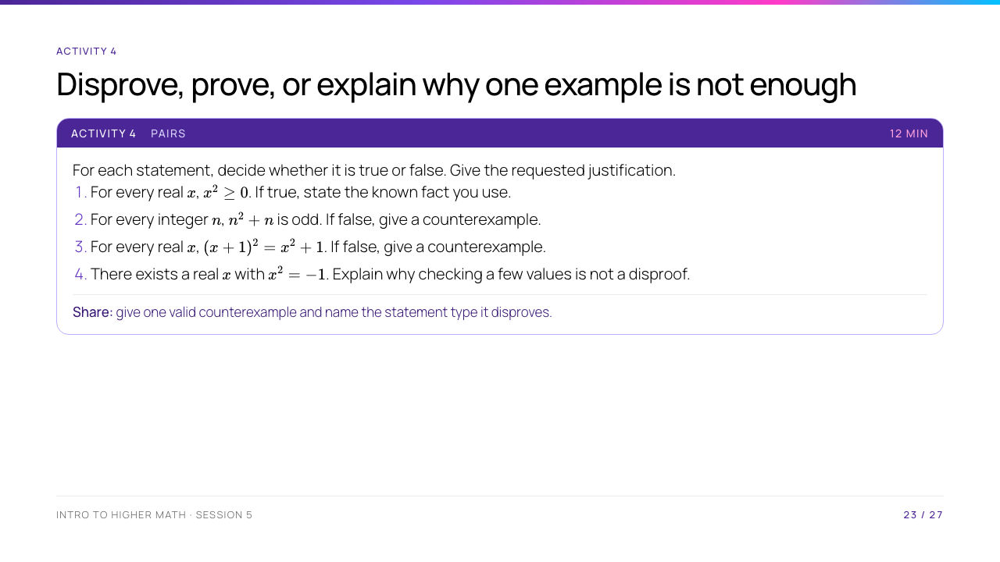 ACTIVITY 4
Disprove, prove, or explain why one example is not enough
ACTIVITY 4 PAIRS 12 MIN
For each statement, decide whether it is true or false. Give the requested justification.
1. For every real x, x² ≥ 0. If true, state the known fact you use.
2. For every integer n, n² + n is odd. If false, give a counterexample.
3. For every real x, (x + 1)² = x² + 1. If false, give a counterexample.
4. There exists a real x with x² = −1. Explain why checking a few values is not a disproof.
Share: give one valid counterexample and name the statement type it disproves.
INTRO TO HIGHER MATH · SESSION 5
23 / 27